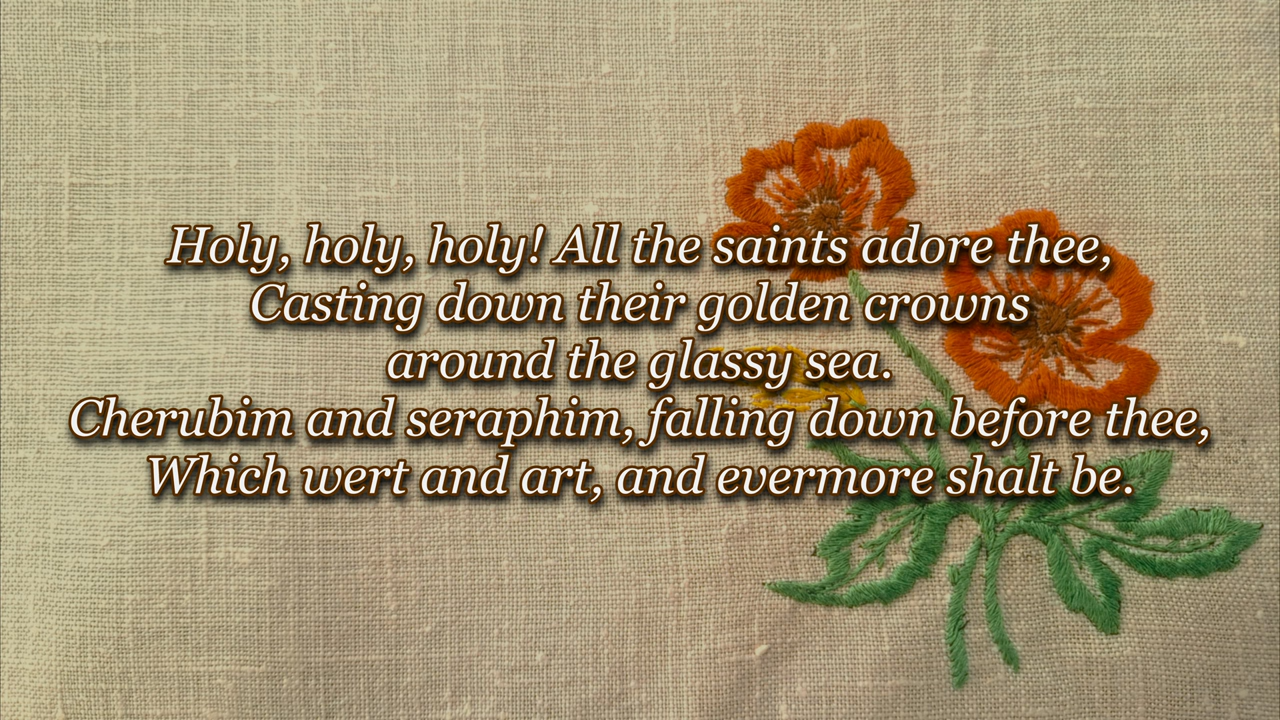 Holy, holy, holy! All the saints adore thee,
Casting down their golden crowns
around the glassy sea.
Cherubim and seraphim, falling down before thee,
Which wert and art, and evermore shalt be.